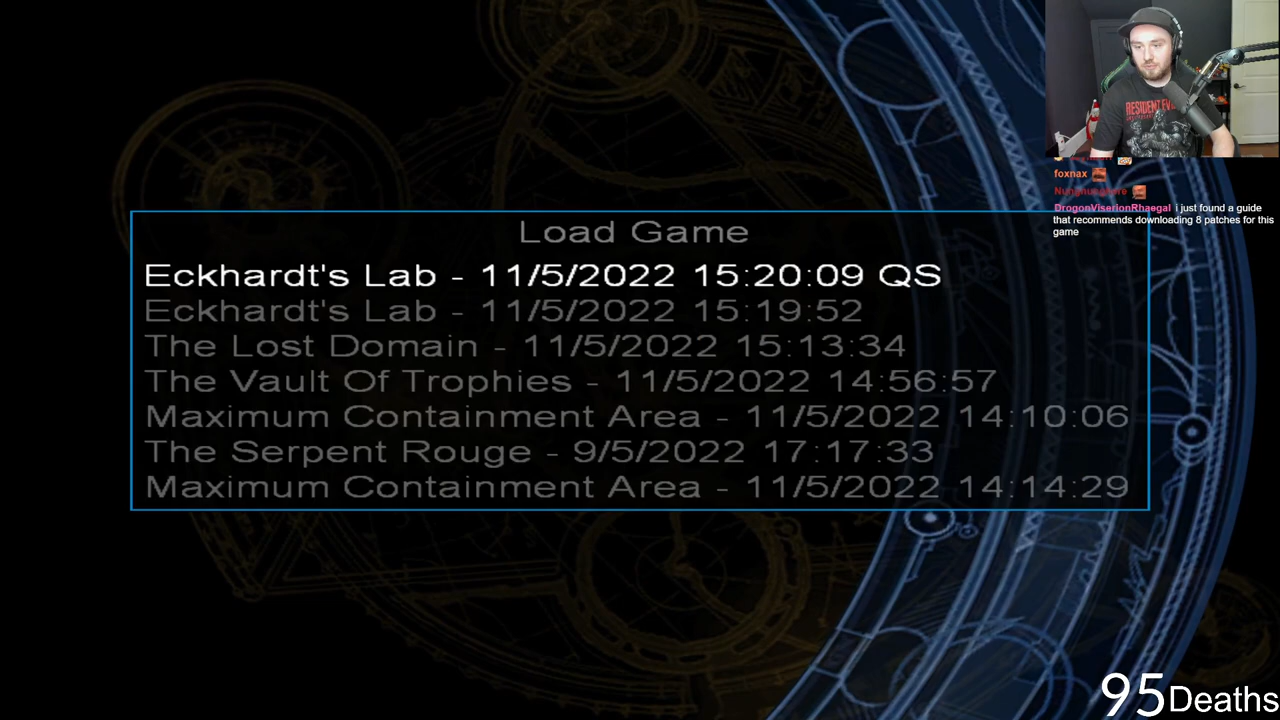 foxnax
DrogonViserionRhaegal i just found a guide
that recommends downloading 8 patches for this
game
Load Game
Eckhardt's Lab - 11/5/2022 15:20:09 QS
Eckhardt's Lab - 11/5/2022 15:19:52
The Lost Domain - 11/5/2022 15:13:34
The Vault Of Trophies - 11/5/2022 14:56:57
Maximum Containment Area - 11/5/2022 14:10:06
The Serpent Rouge - 9/5/2022 17:17:33
Maximum Containment Area - 11/5/2022 14:14:29
95 Deaths